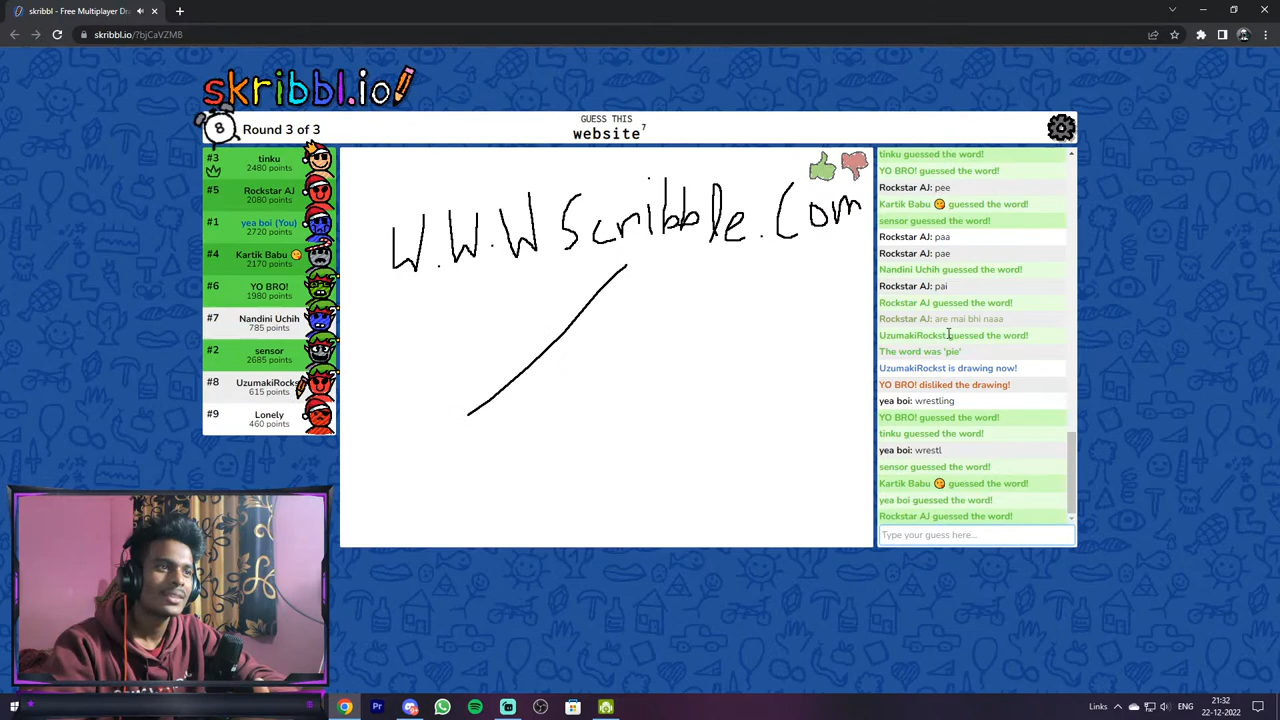 skribbl - Free Multiplayer Dra
skribbl.io/?bjCaVZM8
skribbl.io
8
Round 3 of 3
GUESS THIS
website 7
#3 tinku
2480 points
#5 Rockstar AJ
2080 points
#1 yea boi (You)
2720 points
#4 Kartik Babu 😋
2170 points
#6 YO BRO!
1980 points
#7 Nandini Uchih
785 points
#2 sensor
2685 points
#8 UzumakiRocks
615 points
#9 Lonely
460 points
W.W.W Scribble.Com
tinku guessed the word!
YO BRO! guessed the word!
Rockstar AJ: pee
Kartik Babu 😋 guessed the word!
sensor guessed the word!
Rockstar AJ: paa
Rockstar AJ: pae
Nandini Uchih guessed the word!
Rockstar AJ: pai
Rockstar AJ guessed the word!
Rockstar AJ: are mai bhi naaa
UzumakiRockst guessed the word!
The word was 'pie'
UzumakiRockst is drawing now!
YO BRO! disliked the drawing!
yea boi: wrestling
YO BRO! guessed the word!
tinku guessed the word!
yea boi: wrestl
sensor guessed the word!
Kartik Babu 😋 guessed the word!
yea boi guessed the word!
Rockstar AJ guessed the word!
Type your guess here...
Pr
Links
ENG
21:32
22-12-2022